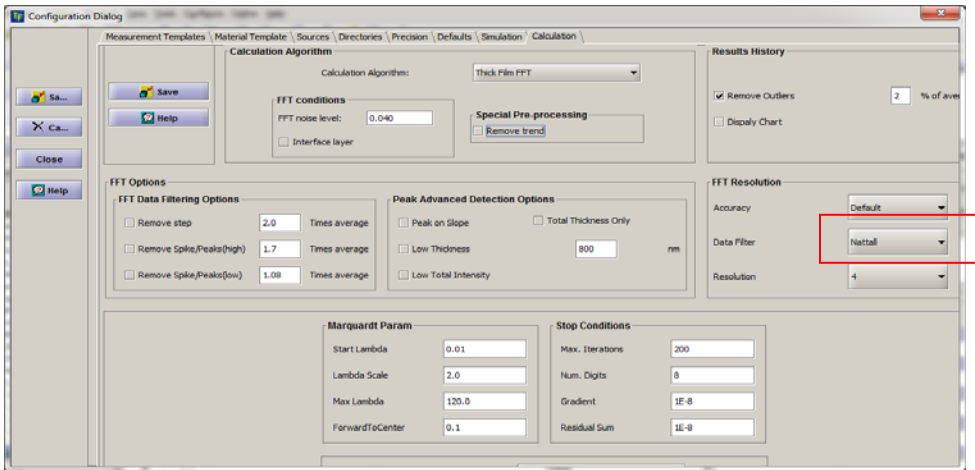 Configuration Dialog
Measurement Templates \ Material Template \ Sources \ Directories \ Precision \ Defaults \ Simulation \ Calculation \
Sa...
Ca...
Close
Help
Save
Help
Calculation Algorithm
Calculation Algorithm: Thick Film FFT
FFT conditions
FFT noise level: 0.040
Interface layer
Special Pre-processing
Remove trend
Results History
Remove Outliers 2 % of aver
Dispaly Chart
FFT Options
FFT Data Filtering Options
Remove step 2.0 Times average
Remove Spike/Peaks(high) 1.7 Times average
Remove Spike/Peaks(low) 1.08 Times average
Peak Advanced Detection Options
Peak on Slope Total Thickness Only
Low Thickness 800 nm
Low Total Intensity
FFT Resolution
Accuracy Default
Data Filter Nattall
Resolution 4
Marquardt Param
Start Lambda 0.01
Lambda Scale 2.0
Max Lambda 120.0
ForwardToCenter 0.1
Stop Conditions
Max. Iterations 200
Num. Digits 8
Gradient 1E-8
Residual Sum 1E-8